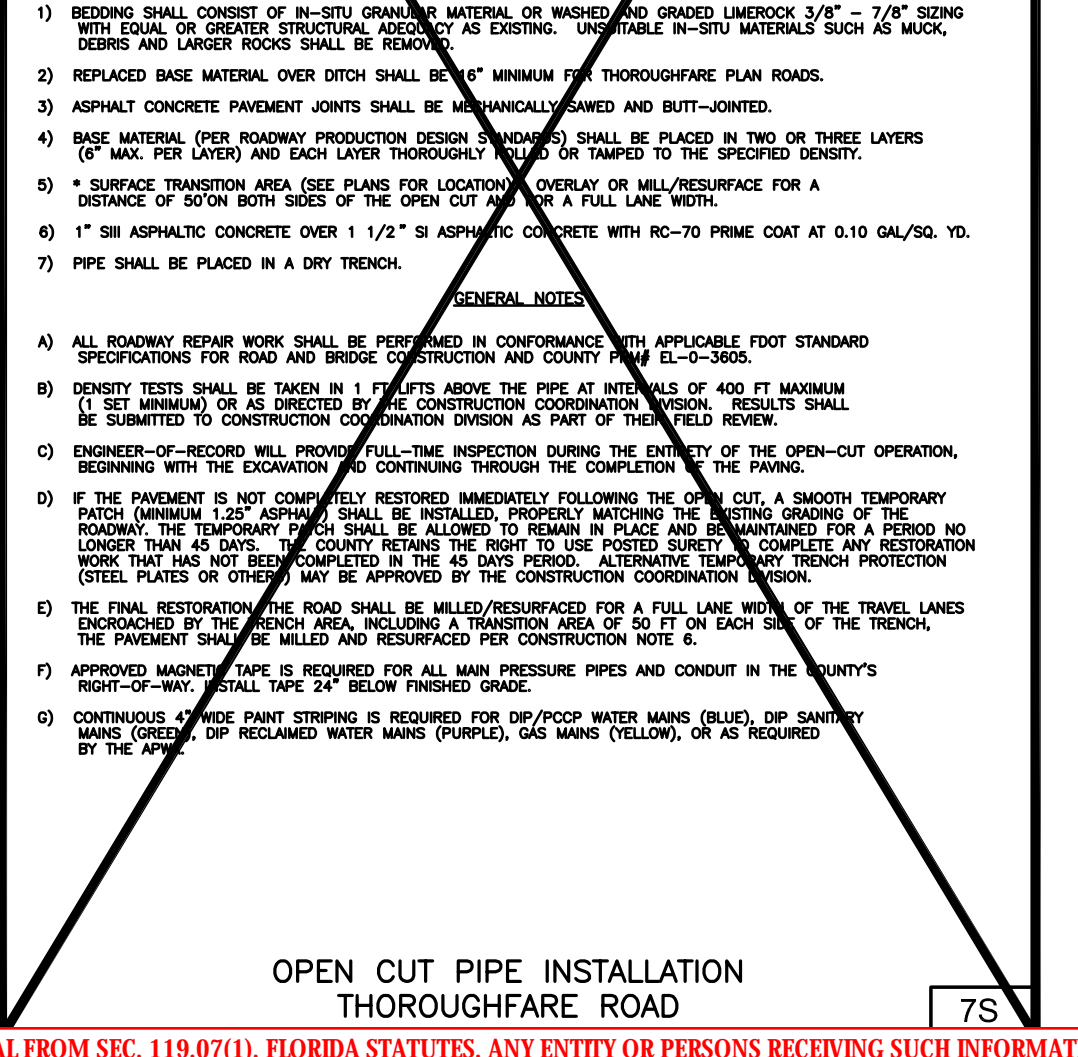 1) BEDDING SHALL CONSIST OF IN-SITU GRANULAR MATERIAL OR WASHED AND GRADED LIMEROCK 3/8" - 7/8" SIZING
WITH EQUAL OR GREATER STRUCTURAL ADEQUACY AS EXISTING. UNSUITABLE IN-SITU MATERIALS SUCH AS MUCK,
DEBRIS AND LARGER ROCKS SHALL BE REMOVED.
2) REPLACED BASE MATERIAL OVER DITCH SHALL BE 16" MINIMUM FOR THOROUGHFARE PLAN ROADS.
3) ASPHALT CONCRETE PAVEMENT JOINTS SHALL BE MECHANICALLY SAWED AND BUTT-JOINTED.
4) BASE MATERIAL (PER ROADWAY PRODUCTION DESIGN STANDARDS) SHALL BE PLACED IN TWO OR THREE LAYERS
(6" MAX. PER LAYER) AND EACH LAYER THOROUGHLY ROLLED OR TAMPED TO THE SPECIFIED DENSITY.
5) * SURFACE TRANSITION AREA (SEE PLANS FOR LOCATION) OVERLAY OR MILL/RESURFACE FOR A
DISTANCE OF 50'ON BOTH SIDES OF THE OPEN CUT AND FOR A FULL LANE WIDTH.
6) 1" SIII ASPHALTIC CONCRETE OVER 1 1/2" SI ASPHALTIC CONCRETE WITH RC-70 PRIME COAT AT 0.10 GAL/SQ. YD.
7) PIPE SHALL BE PLACED IN A DRY TRENCH.
GENERAL NOTES
A) ALL ROADWAY REPAIR WORK SHALL BE PERFORMED IN CONFORMANCE WITH APPLICABLE FDOT STANDARD
SPECIFICATIONS FOR ROAD AND BRIDGE CONSTRUCTION AND COUNTY PPM# EL-0-3605.
B) DENSITY TESTS SHALL BE TAKEN IN 1 FT LIFTS ABOVE THE PIPE AT INTERVALS OF 400 FT MAXIMUM
(1 SET MINIMUM) OR AS DIRECTED BY THE CONSTRUCTION COORDINATION DIVISION. RESULTS SHALL
BE SUBMITTED TO CONSTRUCTION COORDINATION DIVISION AS PART OF THEIR FIELD REVIEW.
C) ENGINEER-OF-RECORD WILL PROVIDE FULL-TIME INSPECTION DURING THE ENTIRETY OF THE OPEN-CUT OPERATION,
BEGINNING WITH THE EXCAVATION AND CONTINUING THROUGH THE COMPLETION OF THE PAVING.
D) IF THE PAVEMENT IS NOT COMPLETELY RESTORED IMMEDIATELY FOLLOWING THE OPEN CUT, A SMOOTH TEMPORARY
PATCH (MINIMUM 1.25" ASPHALT) SHALL BE INSTALLED, PROPERLY MATCHING THE EXISTING GRADING OF THE
ROADWAY. THE TEMPORARY PATCH SHALL BE ALLOWED TO REMAIN IN PLACE AND BE MAINTAINED FOR A PERIOD NO
LONGER THAN 45 DAYS. THE COUNTY RETAINS THE RIGHT TO USE POSTED SURETY TO COMPLETE ANY RESTORATION
WORK THAT HAS NOT BEEN COMPLETED IN THE 45 DAYS PERIOD. ALTERNATIVE TEMPORARY TRENCH PROTECTION
(STEEL PLATES OR OTHERS) MAY BE APPROVED BY THE CONSTRUCTION COORDINATION DIVISION.
E) THE FINAL RESTORATION, THE ROAD SHALL BE MILLED/RESURFACED FOR A FULL LANE WIDTH OF THE TRAVEL LANES
ENCROACHED BY THE TRENCH AREA, INCLUDING A TRANSITION AREA OF 50 FT ON EACH SIDE OF THE TRENCH,
THE PAVEMENT SHALL BE MILLED AND RESURFACED PER CONSTRUCTION NOTE 6.
F) APPROVED MAGNETIC TAPE IS REQUIRED FOR ALL MAIN PRESSURE PIPES AND CONDUIT IN THE COUNTY'S
RIGHT-OF-WAY. INSTALL TAPE 24" BELOW FINISHED GRADE.
G) CONTINUOUS 4" WIDE PAINT STRIPING IS REQUIRED FOR DIP/PCCP WATER MAINS (BLUE), DIP SANITARY
MAINS (GREEN), DIP RECLAIMED WATER MAINS (PURPLE), GAS MAINS (YELLOW), OR AS REQUIRED
BY THE APWA.
OPEN CUT PIPE INSTALLATION
THOROUGHFARE ROAD
7S
AL FROM SEC. 119.07(1), FLORIDA STATUTES. ANY ENTITY OR PERSONS RECEIVING SUCH INFORMAT